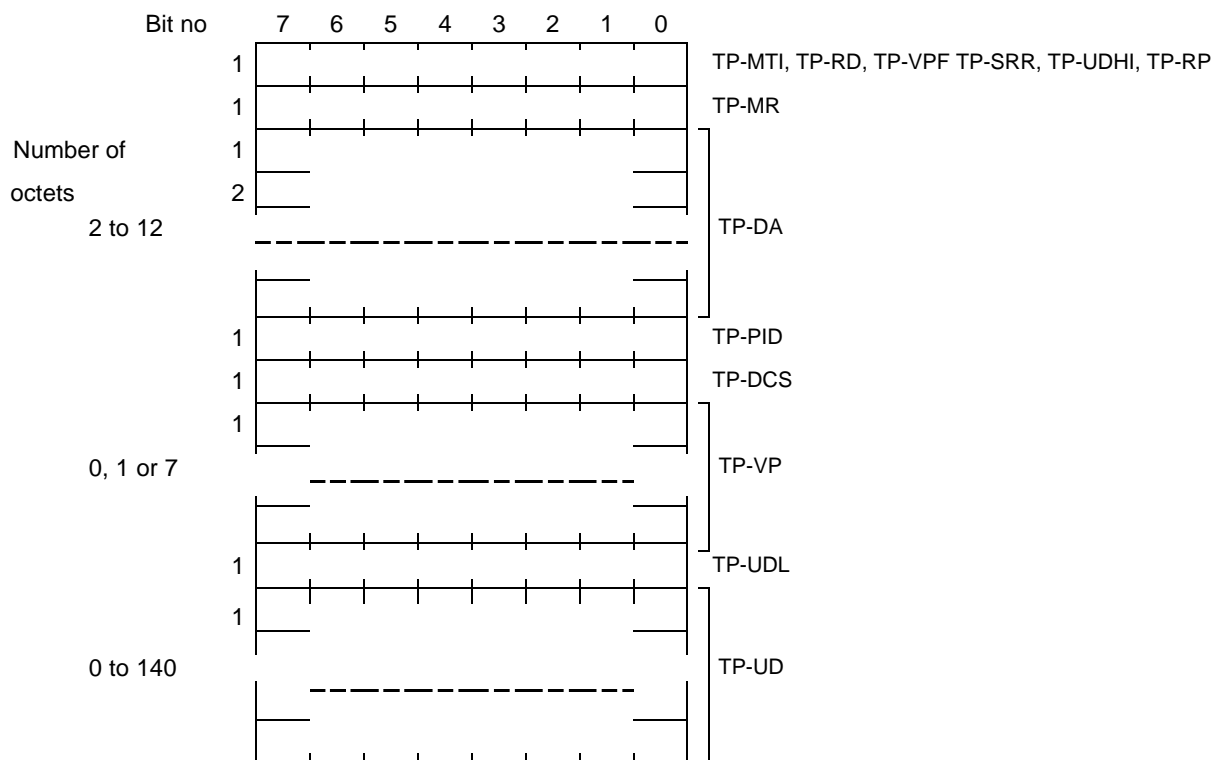 Bit no 7 6 5 4 3 2 1 0
1 TP-MTI, TP-RD, TP-VPF TP-SRR, TP-UDHI, TP-RP
1 TP-MR
Number of 1
octets 2
2 to 12 TP-DA
1 TP-PID
1 TP-DCS
1
0, 1 or 7 TP-VP
1 TP-UDL
1
0 to 140 TP-UD